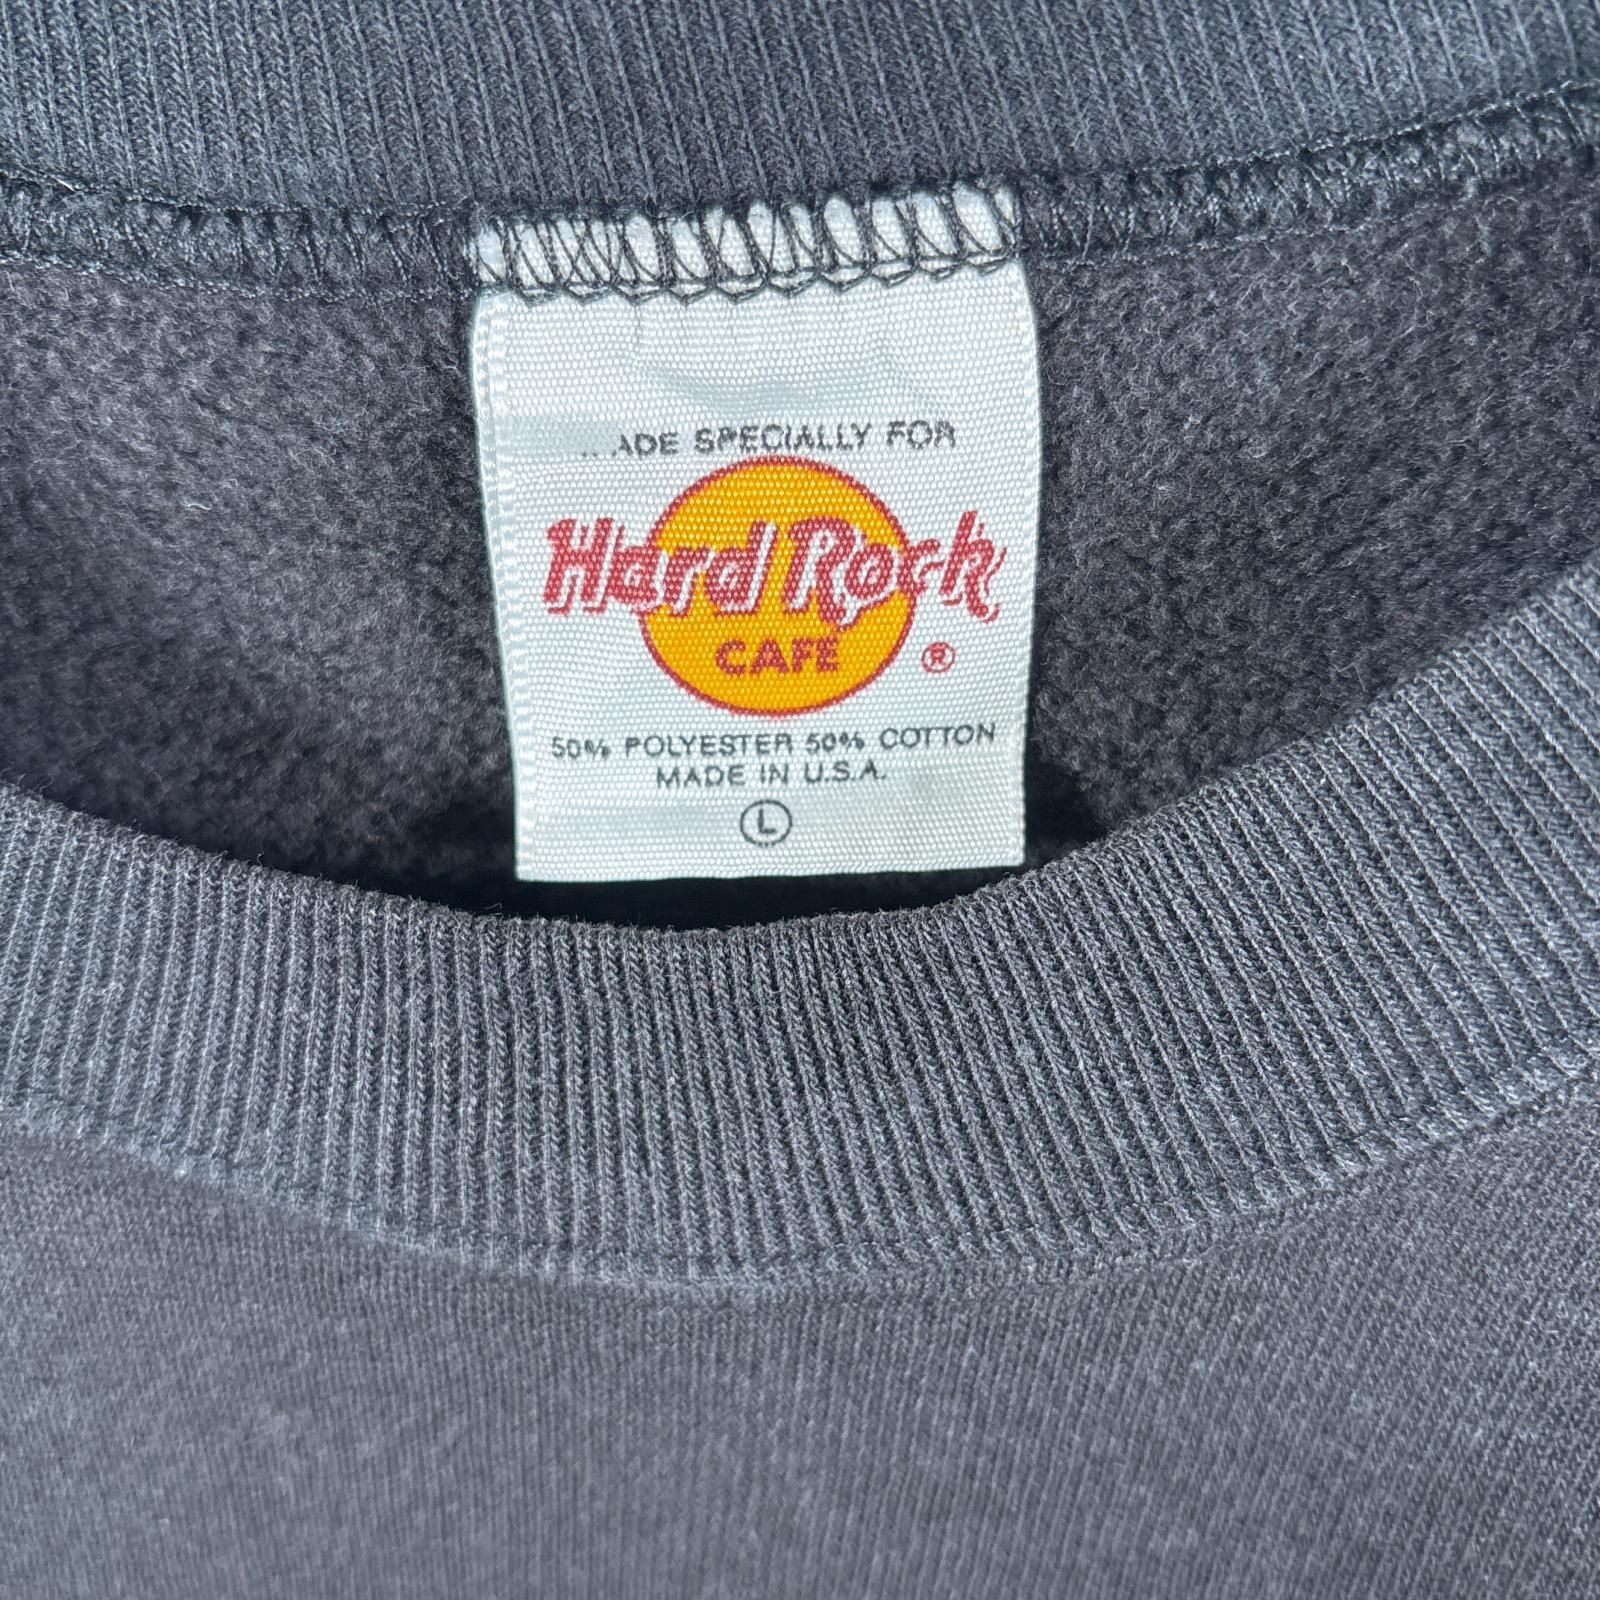 ADE SPECIALLY FOR
Hard Rock
CAFE ®
50% POLYESTER 50% COTTON
MADE IN U.S.A.
L